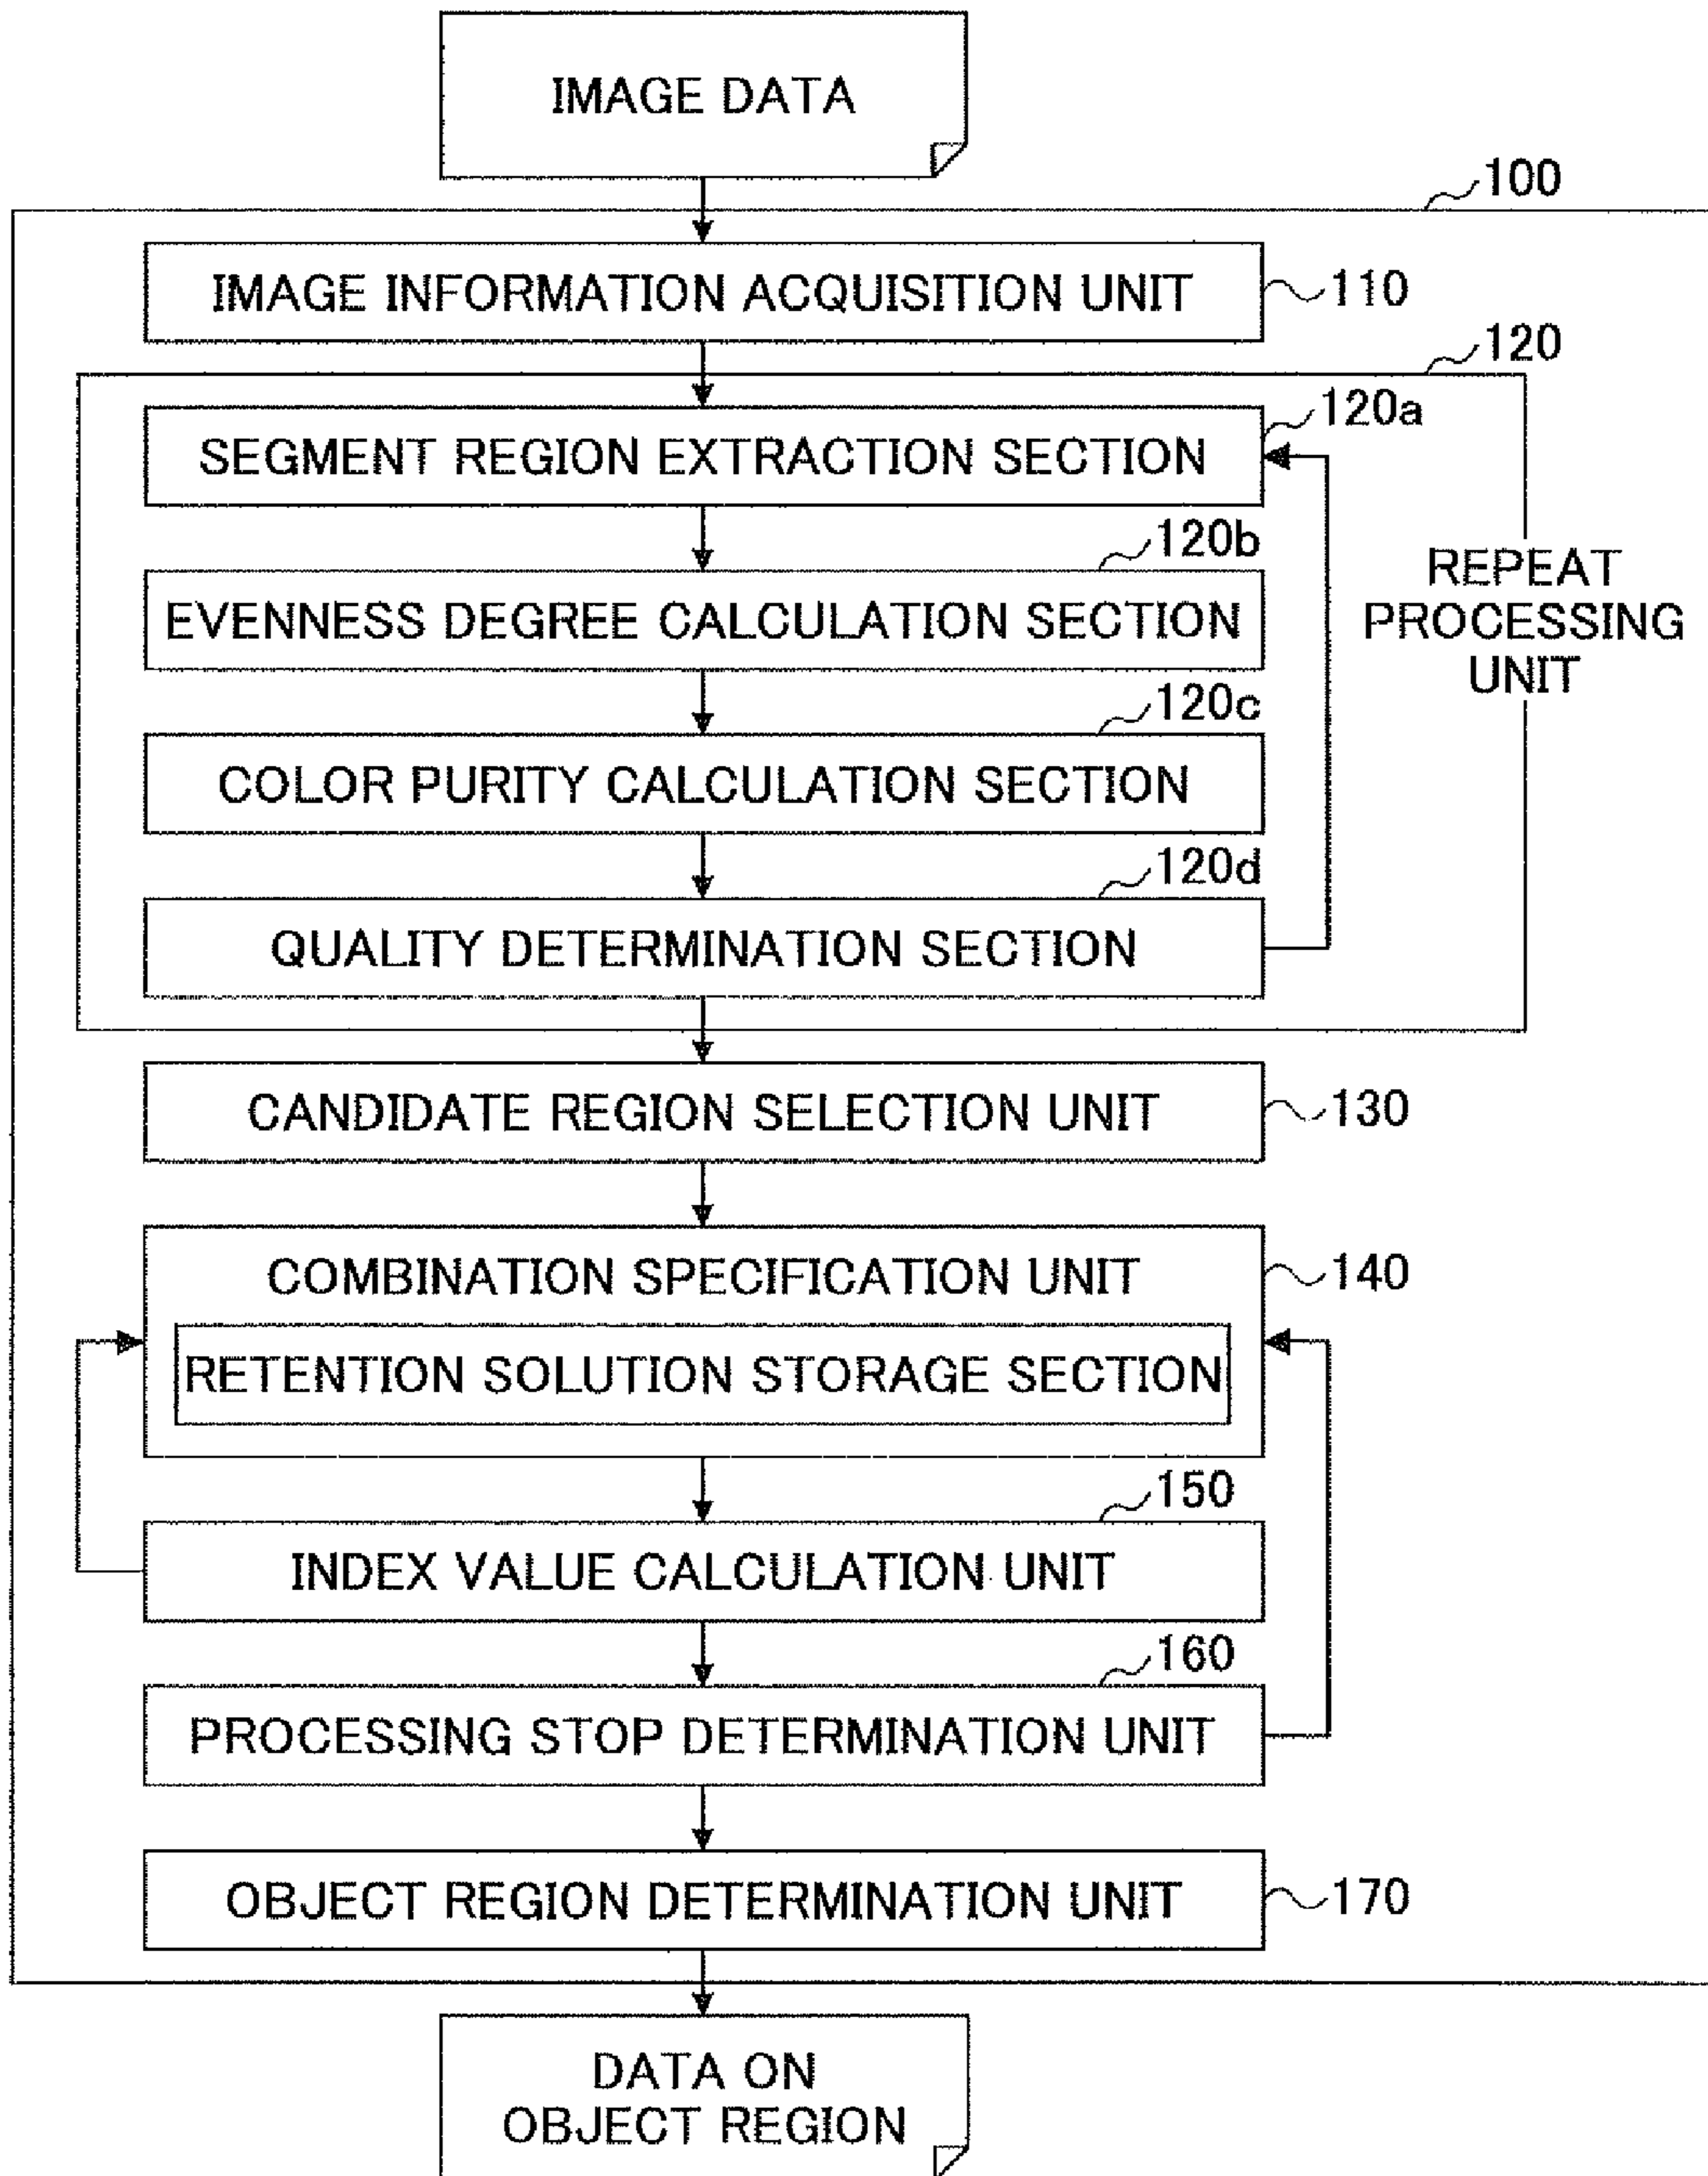 IMAGE DATA
100
IMAGE INFORMATION ACQUISITION UNIT
110
120
120a
SEGMENT REGION EXTRACTION SECTION
120b
EVENNESS DEGREE CALCULATION SECTION
REPEAT
PROCESSING
UNIT
120c
COLOR PURITY CALCULATION SECTION
120d
QUALITY DETERMINATION SECTION
CANDIDATE REGION SELECTION UNIT
130
COMBINATION SPECIFICATION UNIT
140
RETENTION SOLUTION STORAGE SECTION
150
INDEX VALUE CALCULATION UNIT
160
PROCESSING STOP DETERMINATION UNIT
OBJECT REGION DETERMINATION UNIT
170
DATA ON
OBJECT REGION